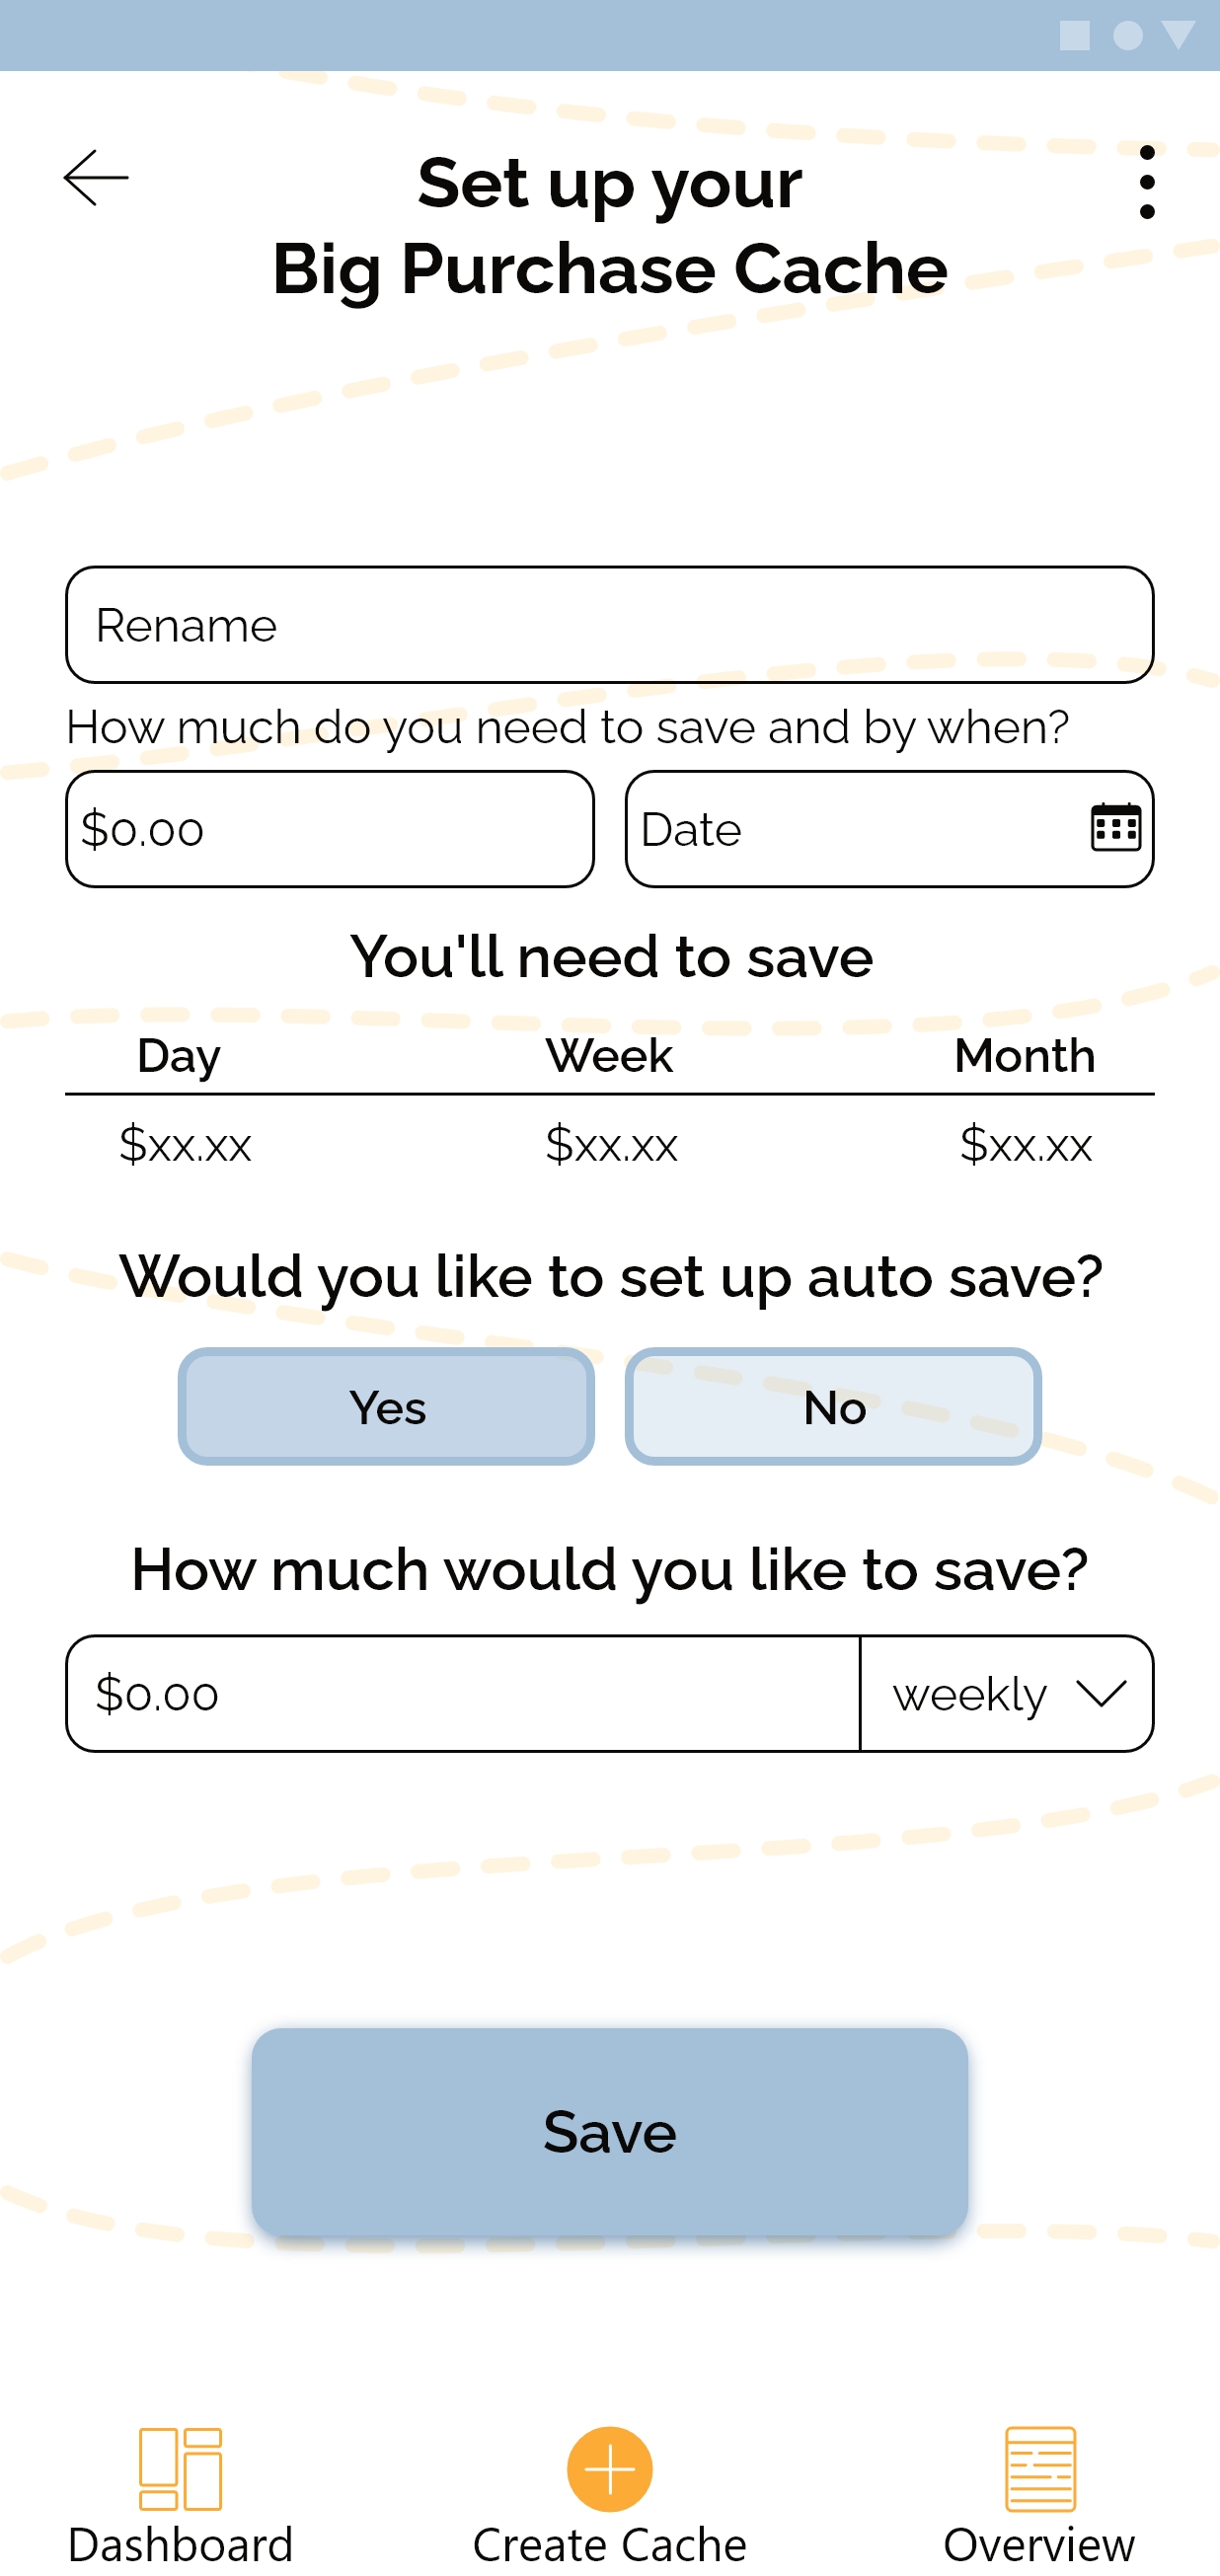 Set up your
Big Purchase Cache
Rename
How much do you need to save and by when?
$0.00 Date
You'll need to save
Day Week Month
$xx.xx $xx.xx $xx.xx
Would you like to set up auto save?
Yes No
How much would you like to save?
$0.00 weekly
Save
Dashboard Create Cache Overview